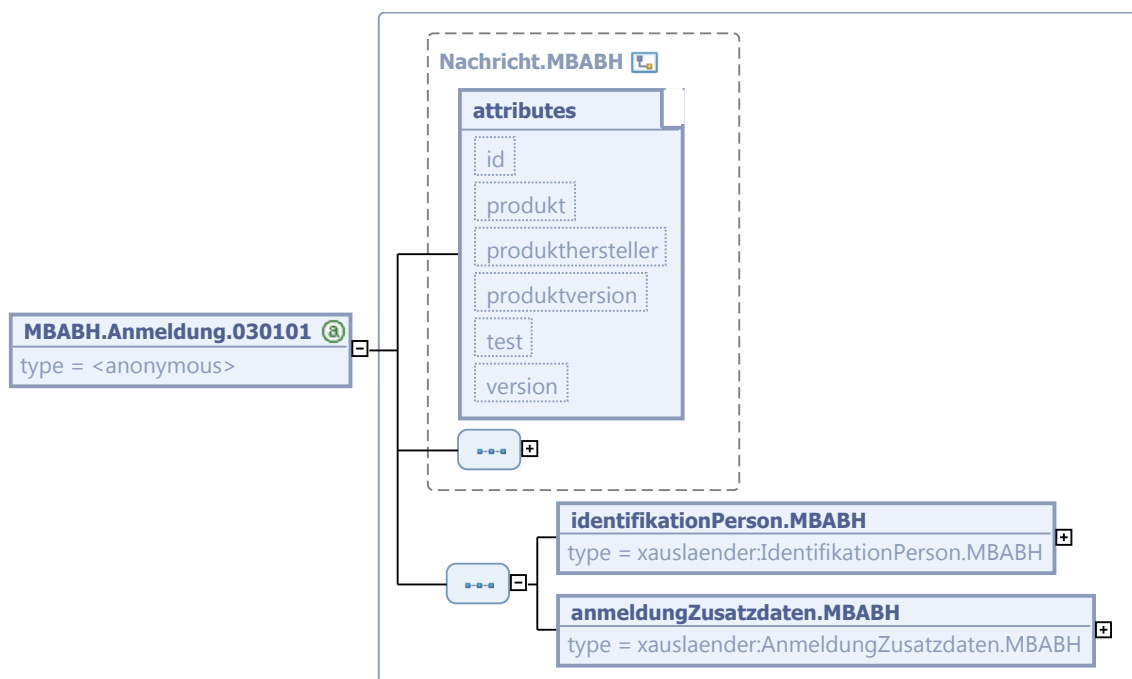 Nachricht.MBABH
attributes
id
produkt
produkthersteller
produktversion
test
version
MBABH.Anmeldung.030101 @
type = <anonymous>
identifikationPerson.MBABH
type = xauslaender:IdentifikationPerson.MBABH
anmeldungZusatzdaten.MBABH
type = xauslaender:AnmeldungZusatzdaten.MBABH